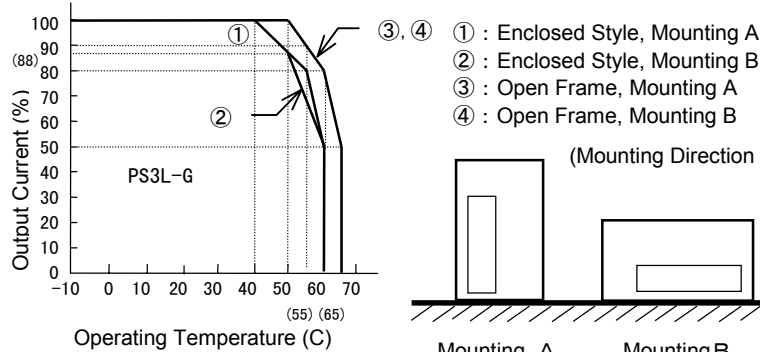 100
90
(88)
80
70
60
50
40
30
20
10
0
Output Current (%)
①
②
③, ④
PS3L-G
-10 0 10 20 30 40 50 60 70
(55) (65)
Operating Temperature (C)
① : Enclosed Style, Mounting A
② : Enclosed Style, Mounting B
③ : Open Frame, Mounting A
④ : Open Frame, Mounting B
(Mounting Direction
Mounting A Mounting B